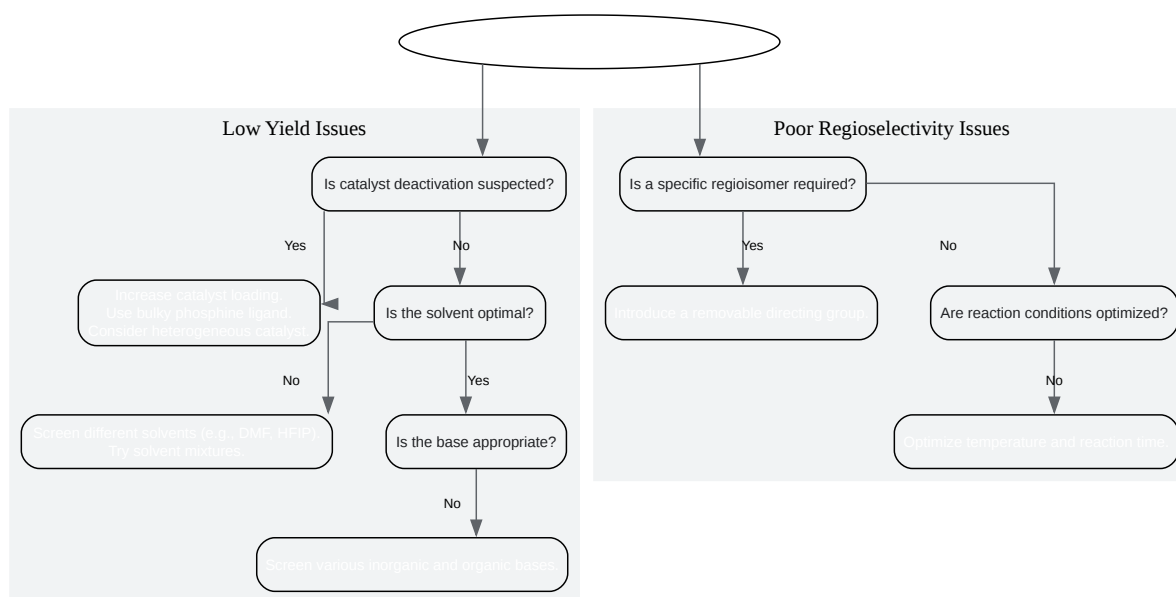 Low Yield Issues
Poor Regioselectivity Issues
Is catalyst deactivation suspected?
Is a specific regioisomer required?
Yes
No
Yes
No
Increase catalyst loading.
Use bulky phosphine ligand.
Consider heterogeneous catalyst.
Is the solvent optimal?
Introduce a removable directing group.
Are reaction conditions optimized?
No
Yes
No
Screen different solvents (e.g., DMF, HFIP).
Try solvent mixtures.
Is the base appropriate?
Optimize temperature and reaction time.
No
Screen various inorganic and organic bases.